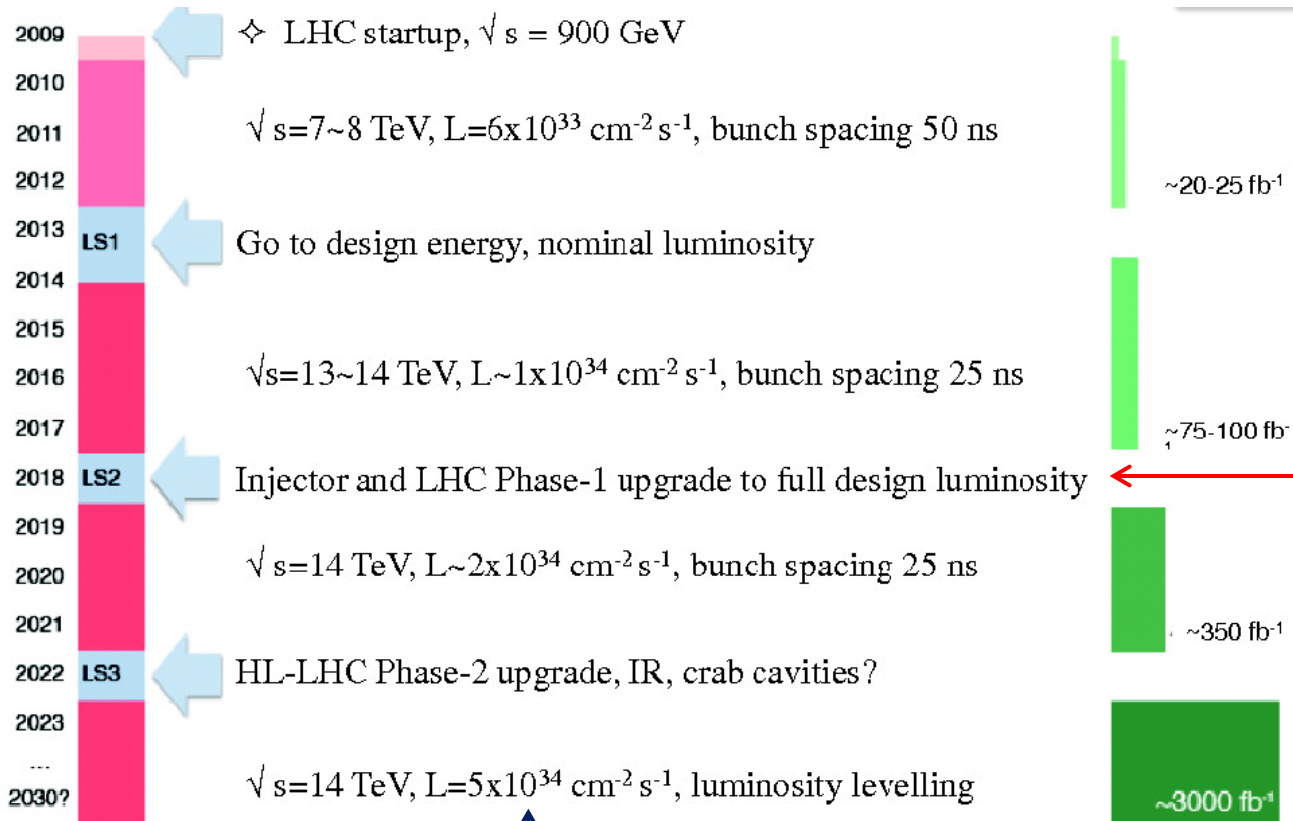 2009 ✧ LHC startup, √ s = 900 GeV
2010
2011 √ s=7~8 TeV, L=6x10³³ cm⁻² s⁻¹, bunch spacing 50 ns
2012 ~20-25 fb⁻¹
2013 LS1 Go to design energy, nominal luminosity
2014
2015
2016 √s=13~14 TeV, L~1x10³⁴ cm⁻² s⁻¹, bunch spacing 25 ns
2017 ~75-100 fb⁻
1
2018 LS2 Injector and LHC Phase-1 upgrade to full design luminosity
2019
2020 √ s=14 TeV, L~2x10³⁴ cm⁻² s⁻¹, bunch spacing 25 ns
2021 ~350 fb⁻¹
2022 LS3 HL-LHC Phase-2 upgrade, IR, crab cavities?
2023
...
2030? √ s=14 TeV, L=5x10³⁴ cm⁻² s⁻¹, luminosity levelling ~3000 fb⁻¹